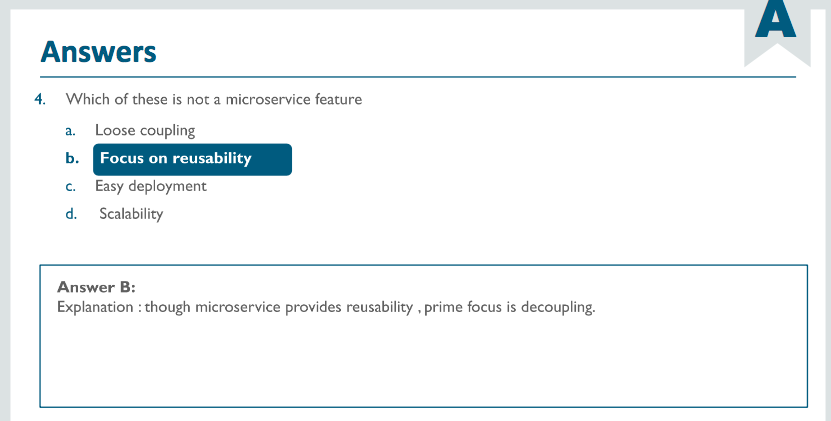 A
Answers
4. Which of these is not a microservice feature
a. Loose coupling
b. Focus on reusability
c. Easy deployment
d. Scalability
Answer B:
Explanation : though microservice provides reusability , prime focus is decoupling.